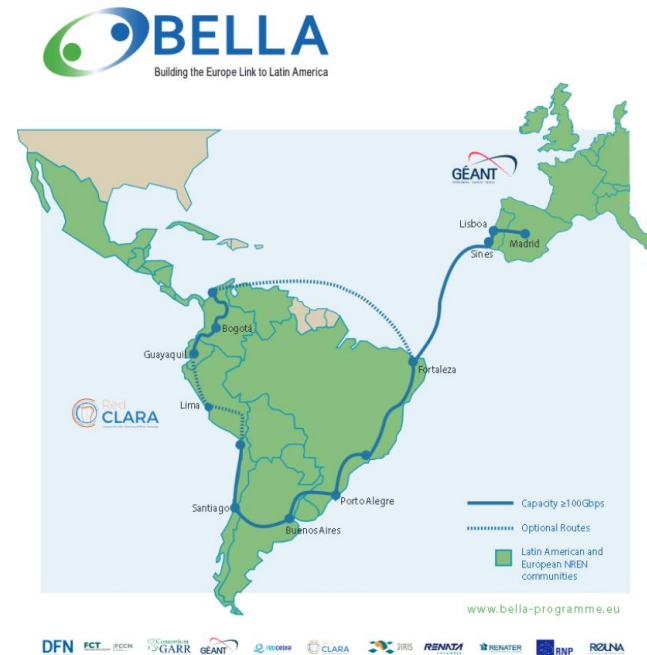 BELLA
Building the Europe Link to Latin America
GÉANT
Lisboa
Sines
Madrid
Bogotá
Guayaquil
Fortaleza
Red
CLARA
Lima
Santiago
Porto Alegre
Buenos Aires
Capacity ≥100Gbps
Optional Routes
Latin American and
European NREN
communities
www.bella-programme.eu
DFN FCT FCCN Consortium GARR GÉANT redcedia CLARA RENATA RENATER RNP